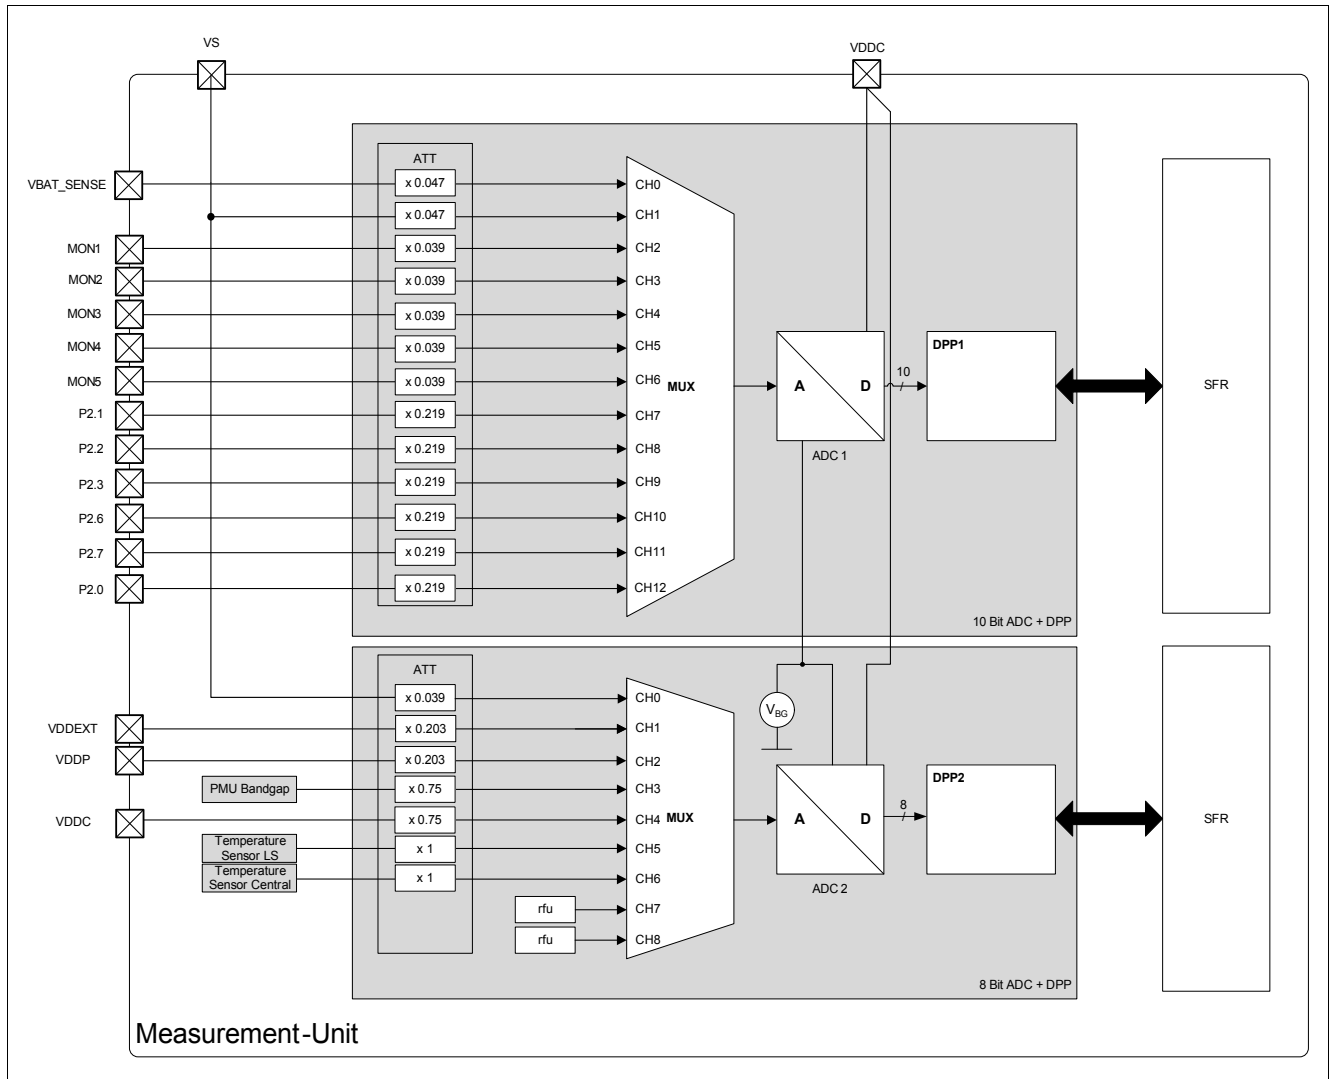 VS
VDDC
ATT
VBAT_SENSE
x 0.047
CH0
x 0.047
CH1
MON1
x 0.039
CH2
MON2
x 0.039
CH3
MON3
x 0.039
CH4
MON4
x 0.039
CH5
MON5
x 0.039
CH6
MUX
P2.1
x 0.219
CH7
P2.2
x 0.219
CH8
P2.3
x 0.219
CH9
P2.6
x 0.219
CH10
P2.7
x 0.219
CH11
P2.0
x 0.219
CH12
A
D
ADC 1
10
DPP1
SFR
10 Bit ADC + DPP
ATT
x 0.039
CH0
VDDEXT
x 0.203
CH1
VDDP
x 0.203
CH2
PMU Bandgap
x 0.75
CH3
VDDC
x 0.75
CH4
MUX
Temperature
Sensor LS
x 1
CH5
Temperature
Sensor Central
x 1
CH6
rfu
CH7
rfu
CH8
VBG
A
D
ADC 2
8
DPP2
SFR
8 Bit ADC + DPP
Measurement-Unit